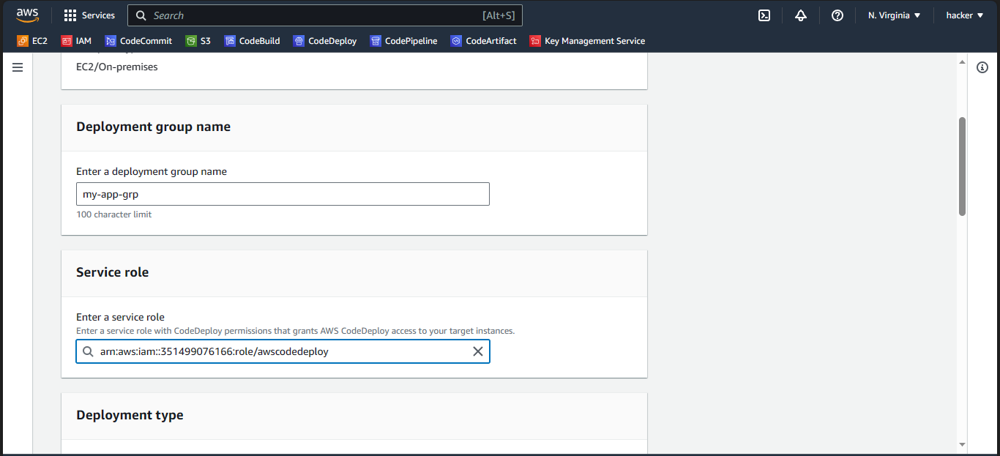 aws
Services
Search
[Alt+S]
N. Virginia
hacker
EC2
IAM
CodeCommit
S3
CodeBuild
CodeDeploy
CodePipeline
CodeArtifact
Key Management Service
EC2/On-premises
Deployment group name
Enter a deployment group name
my-app-grp
100 character limit
Service role
Enter a service role
Enter a service role with CodeDeploy permissions that grants AWS CodeDeploy access to your target instances.
arn:aws:iam::351499076166:role/awscodedeploy
Deployment type